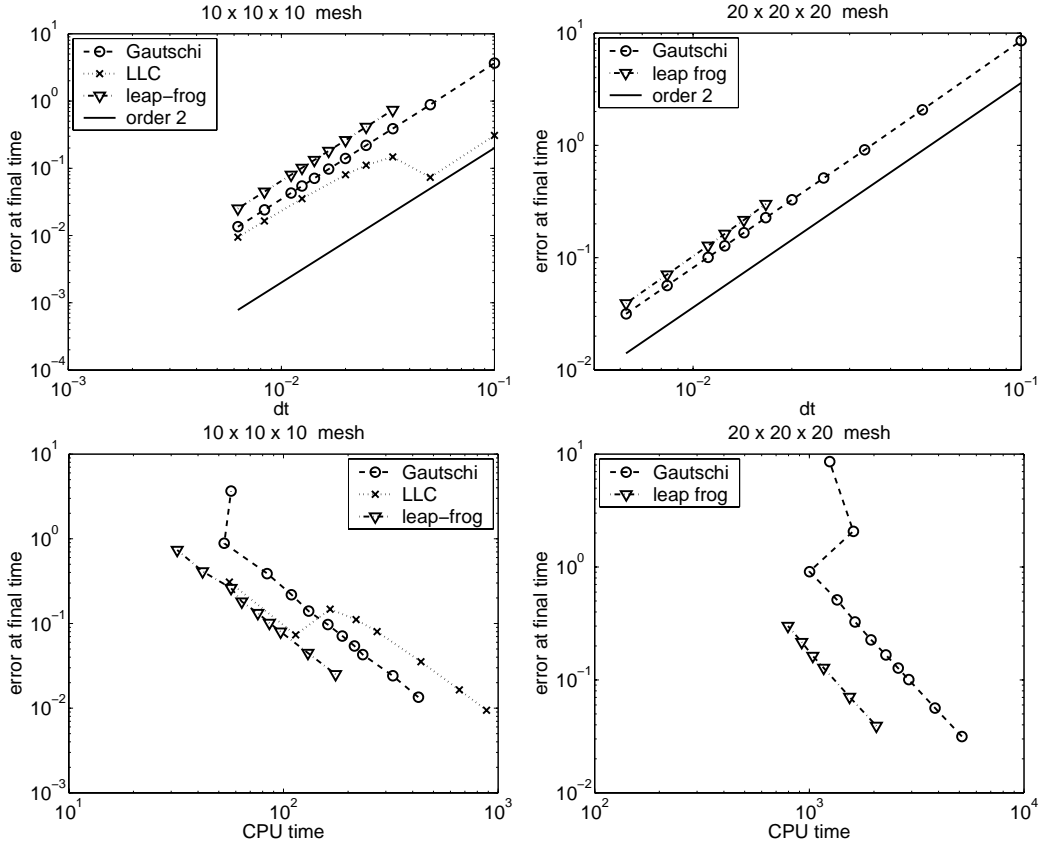 10 x 10 x 10 mesh
10^1
10^0
10^-1
10^-2
10^-3
10^-4
error at final time
Gautschi
LLC
leap-frog
order 2
10^-3
10^-2
10^-1
dt
20 x 20 x 20 mesh
10^1
10^0
10^-1
10^-2
error at final time
Gautschi
leap frog
order 2
10^-2
10^-1
dt
10 x 10 x 10 mesh
10^1
10^0
10^-1
10^-2
10^-3
error at final time
Gautschi
LLC
leap-frog
10^1
10^2
10^3
CPU time
20 x 20 x 20 mesh
10^1
10^0
10^-1
10^-2
error at final time
Gautschi
leap frog
10^2
10^3
10^4
CPU time